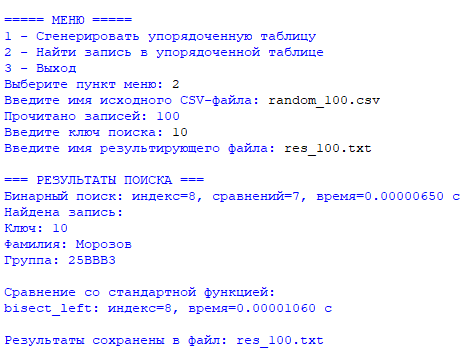 ===== МЕНЮ =====
1 - Сгенерировать упорядоченную таблицу
2 - Найти запись в упорядоченной таблице
3 - Выход
Выберите пункт меню: 2
Введите имя исходного CSV-файла: random_100.csv
Прочитано записей: 100
Введите ключ поиска: 10
Введите имя результирующего файла: res_100.txt
=== РЕЗУЛЬТАТЫ ПОИСКА ===
Бинарный поиск: индекс=8, сравнений=7, время=0.00000650 с
Найдена запись:
Ключ: 10
Фамилия: Морозов
Группа: 25ВВВ3
Сравнение со стандартной функцией:
bisect_left: индекс=8, время=0.00001060 с
Результаты сохранены в файл: res_100.txt